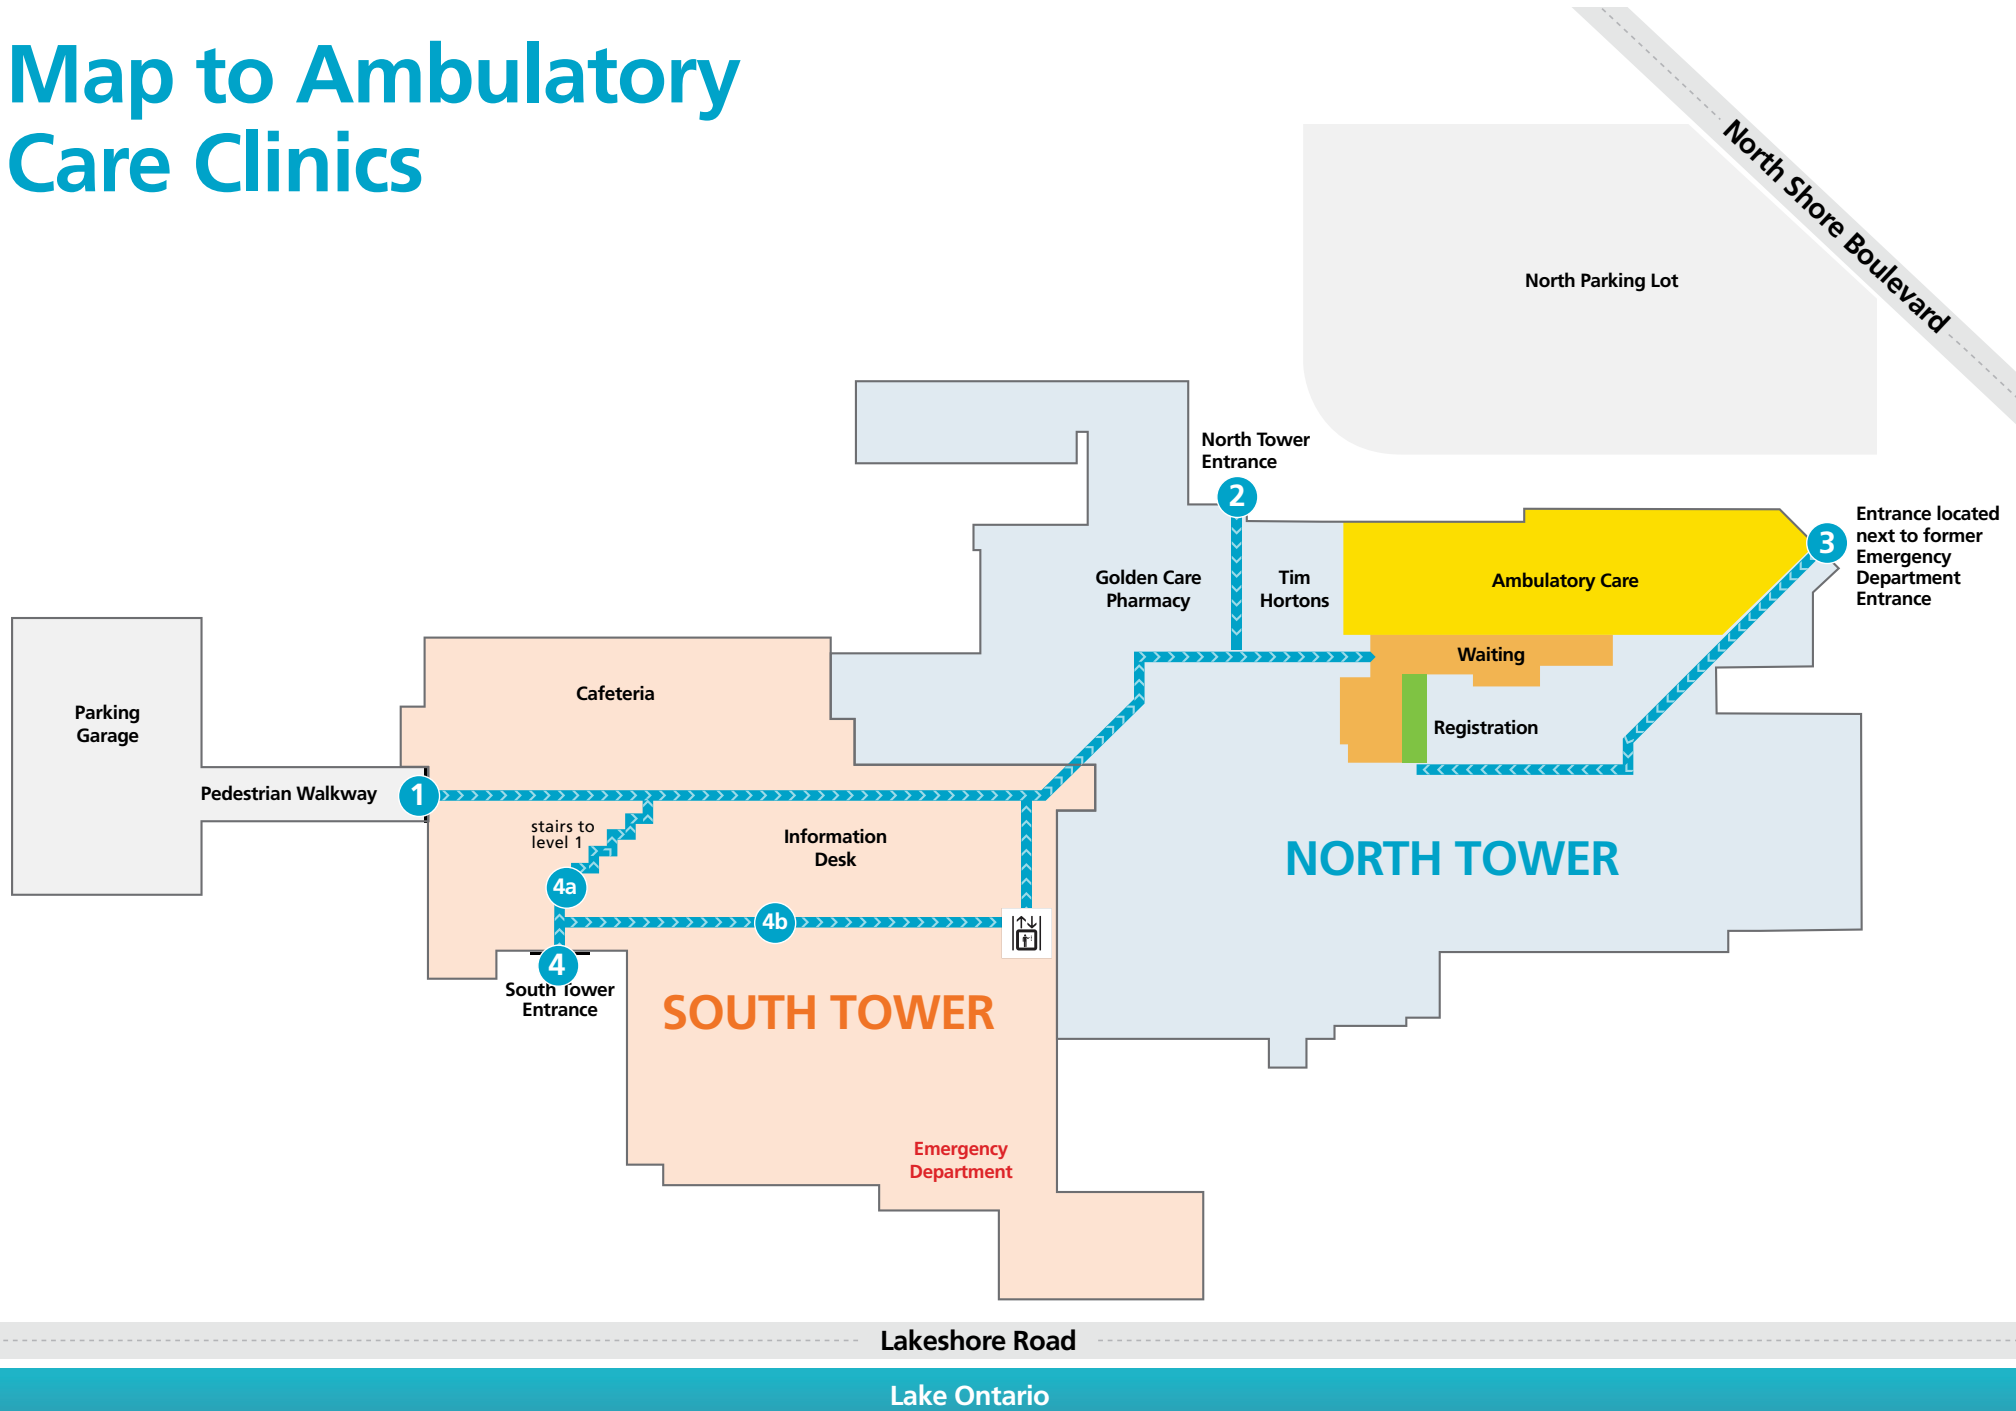 Map to Ambulatory
Care Clinics
North Shore Boulevard
North Parking Lot
North Tower
Entrance
2
Entrance located
next to former
Emergency
Department
Entrance
3
Golden Care
Pharmacy
Tim
Hortons
Ambulatory Care
Waiting
Registration
Cafeteria
Parking
Garage
Pedestrian Walkway
1
stairs to
level 1
Information
Desk
NORTH TOWER
4a
4b
4
South Tower
Entrance
SOUTH TOWER
Emergency
Department
Lakeshore Road
Lake Ontario